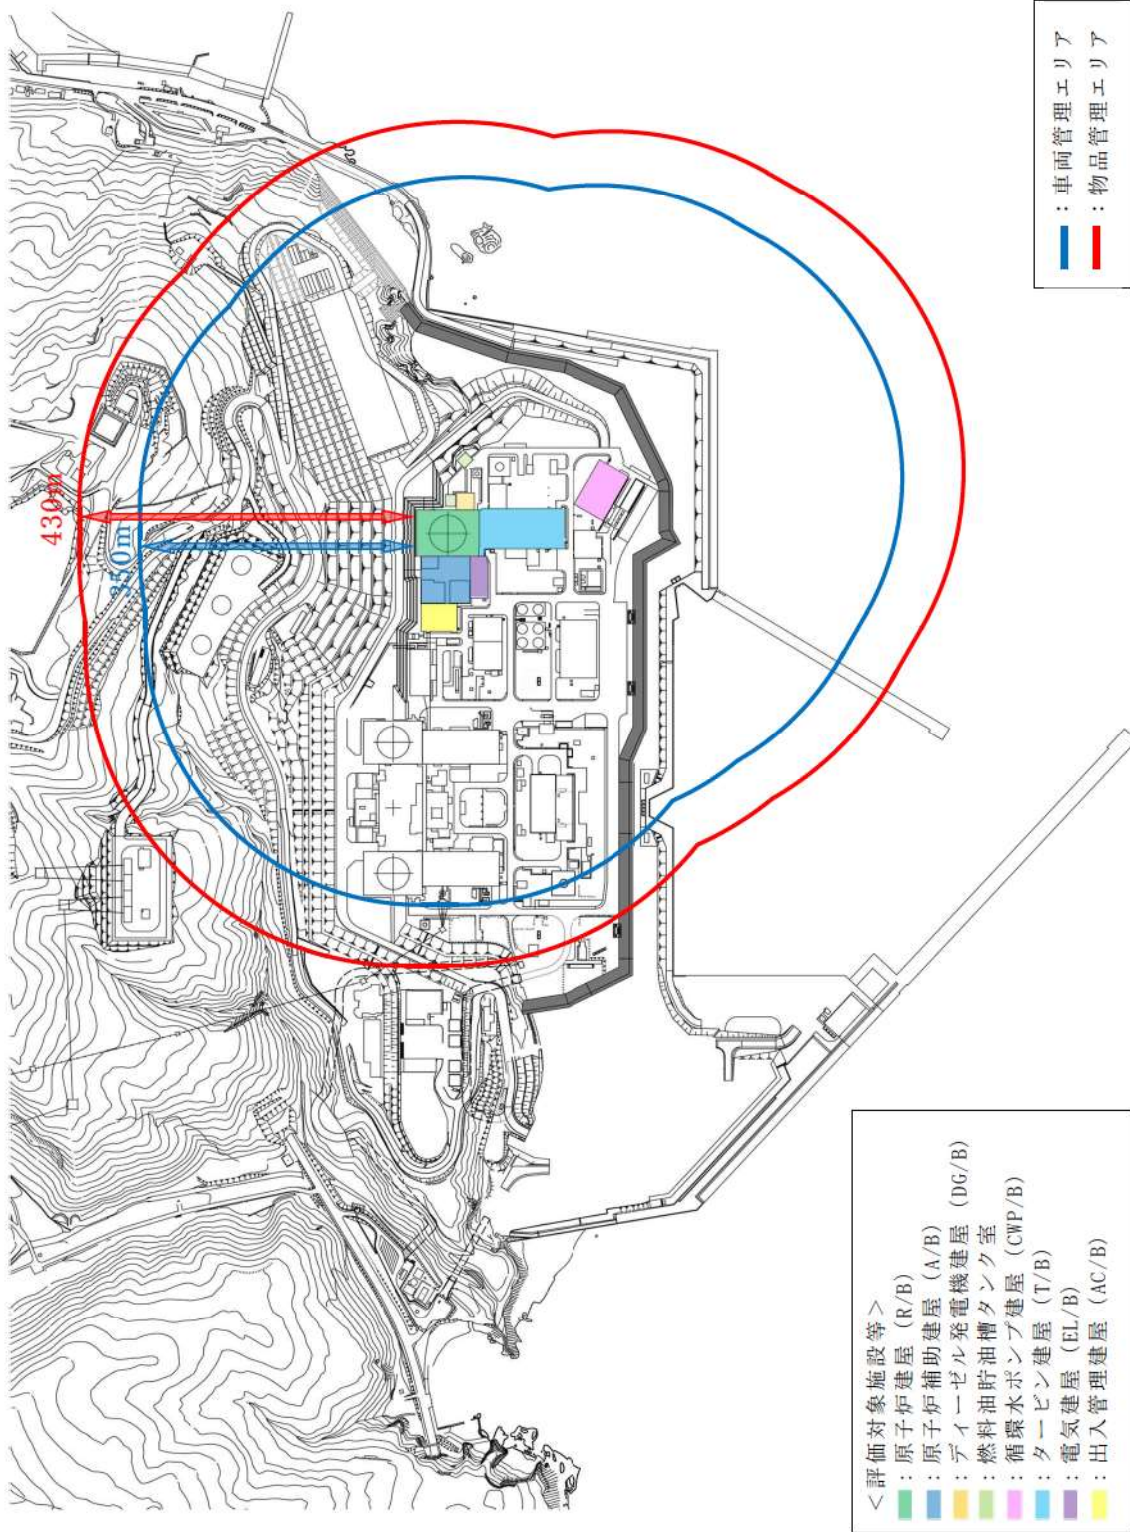 430m
350m
：車両管理エリア
：物品管理エリア
＜評価対象施設等＞
：原子炉建屋（R/B）
：原子炉補助建屋（A/B）
：ディーゼル発電機建屋（DG/B）
：燃料油貯油槽タンク室
：循環水ポンプ建屋（CWP/B）
：タービン建屋（T/B）
：電気建屋（EL/B）
：出入管理建屋（AC/B）